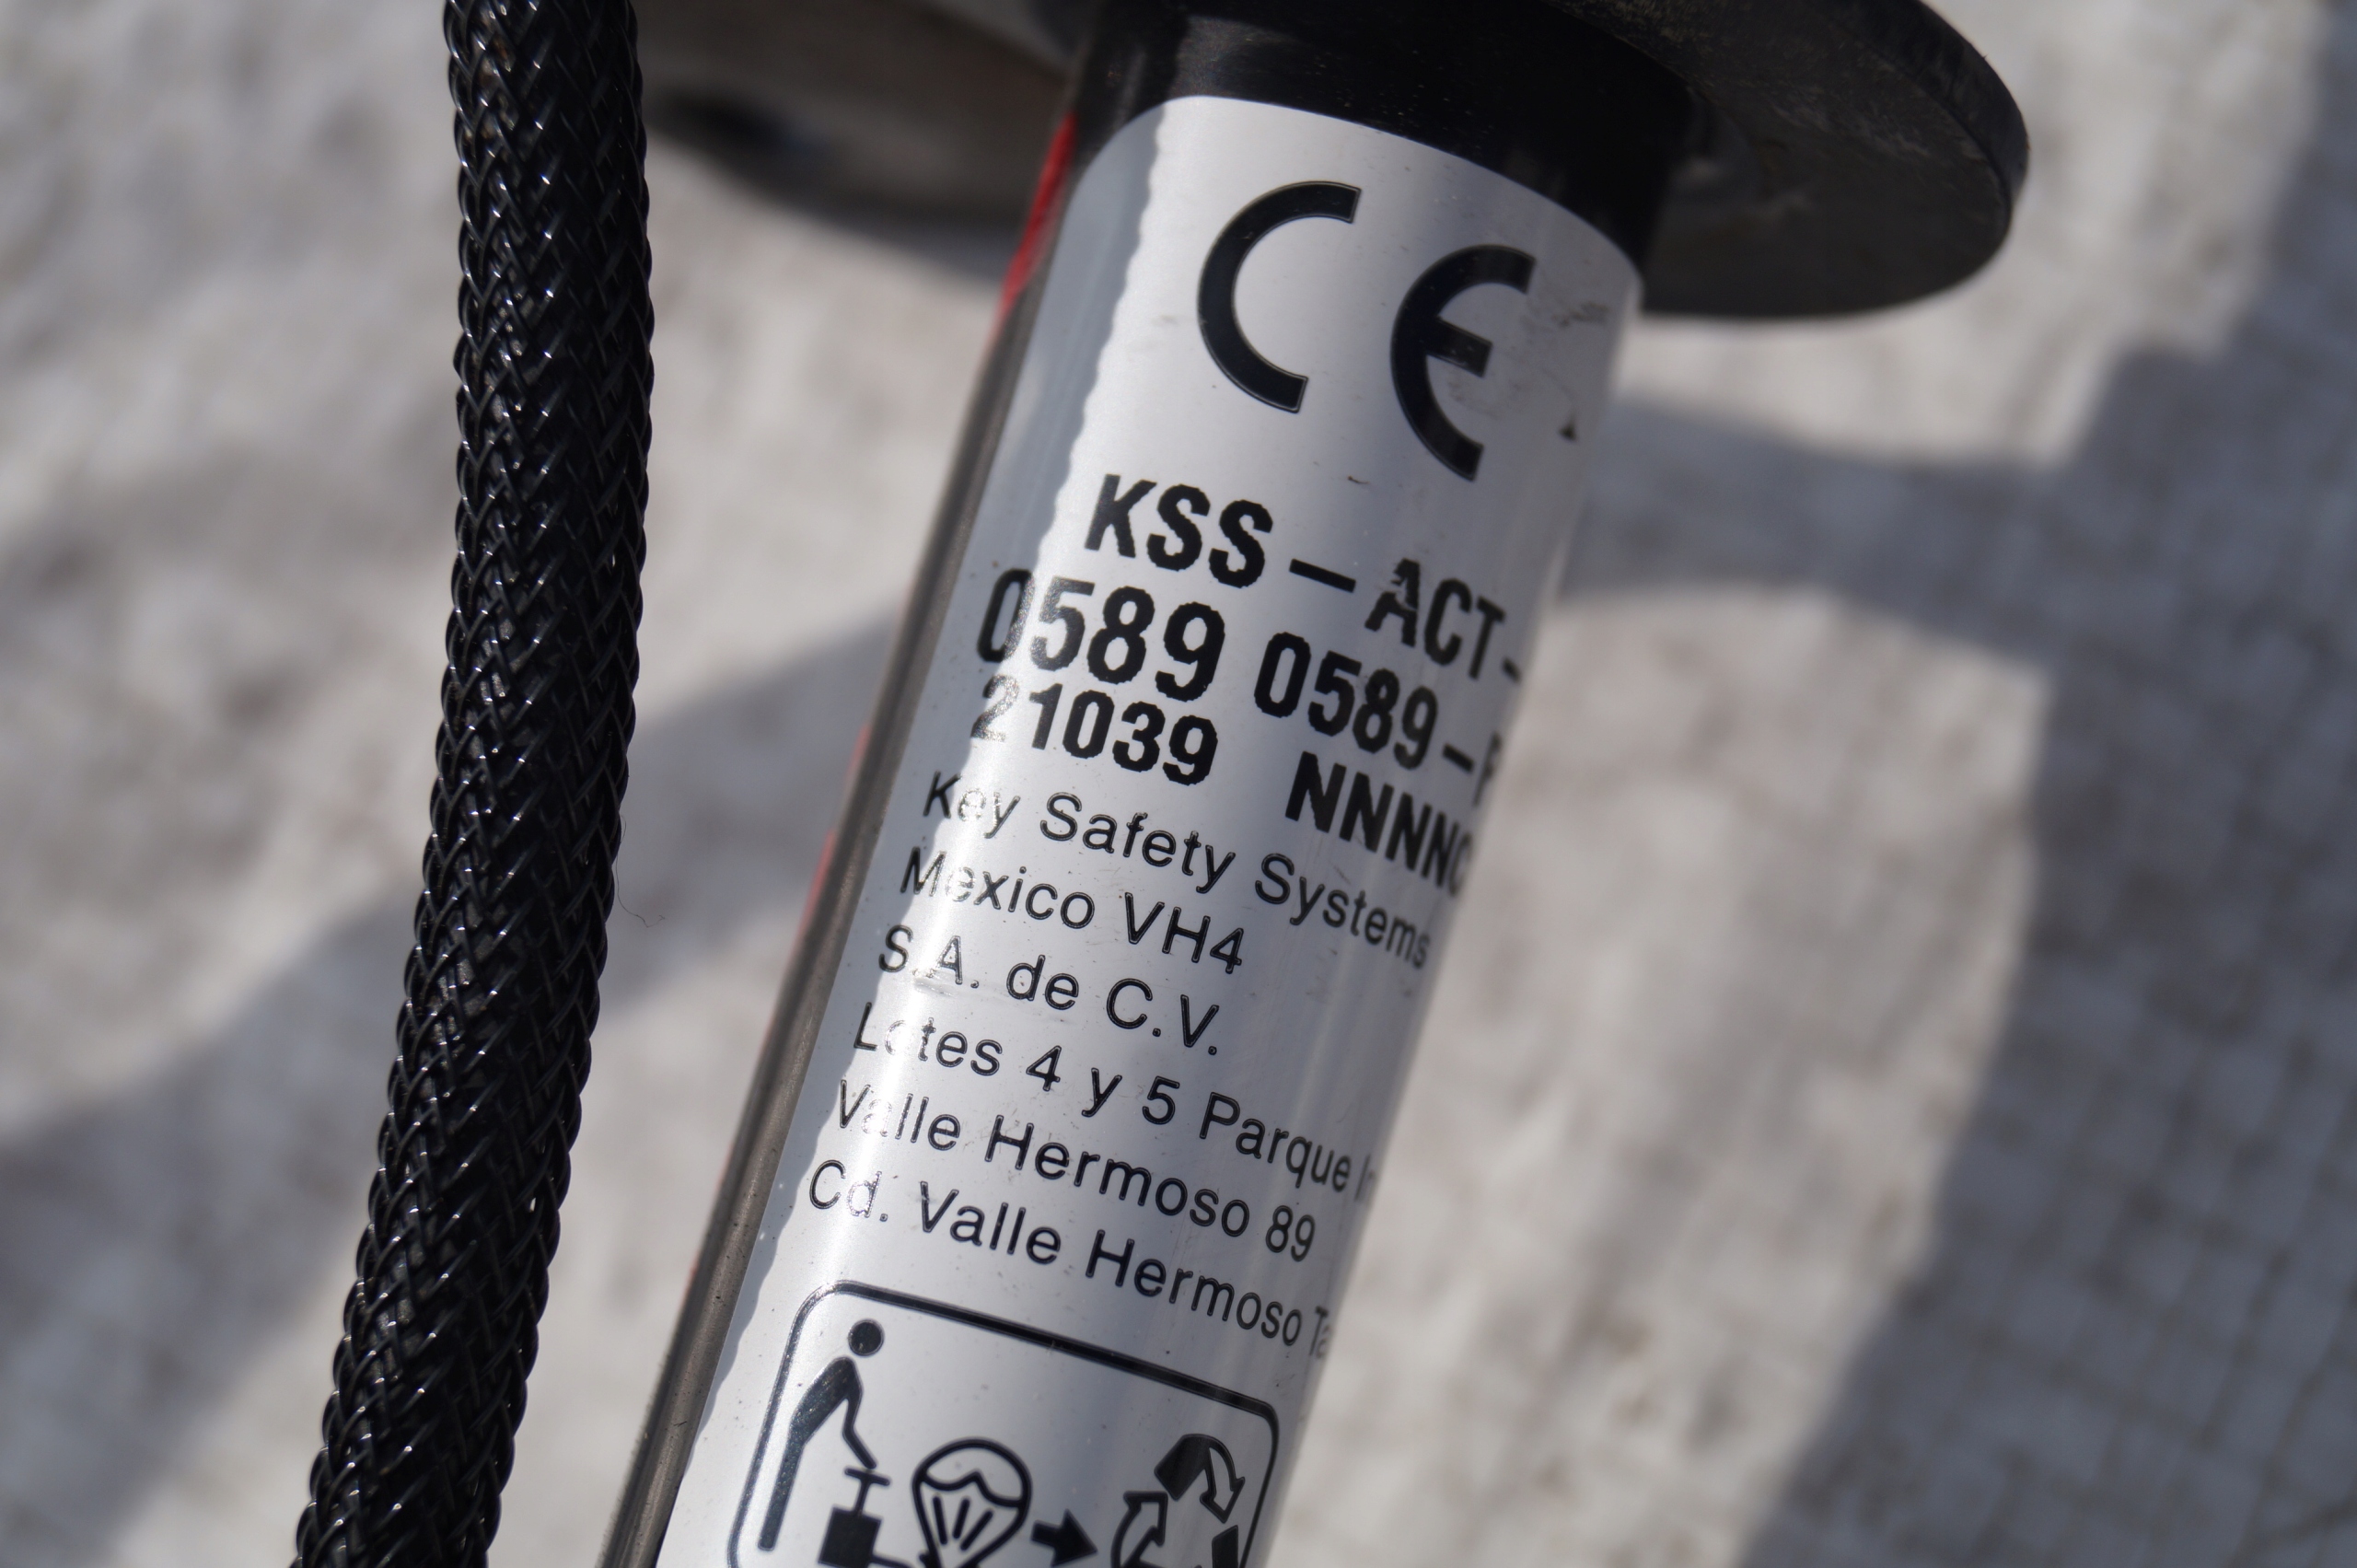 CE
KSS – ACT -
0589 0589 –
21039 NNNN
Key Safety Systems
Mexico VH4
S.A. de C.V.
Lotes 4 y 5 Parque
Valle Hermoso 89
Cd. Valle Hermoso